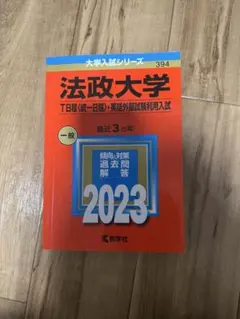 大学入試シリーズ
394
法政大学
T日程〈統一日程〉・英語外部試験利用入試
一般
最近3カ年
傾向と対策
過去問
解答
2023
教学社